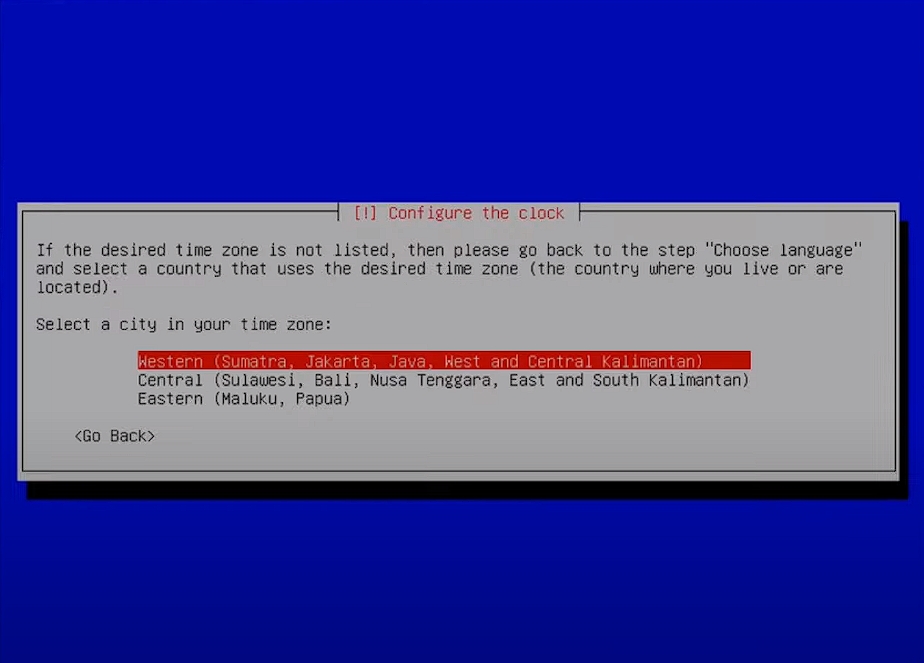 [!] Configure the clock
If the desired time zone is not listed, then please go back to the step "Choose language"
and select a country that uses the desired time zone (the country where you live or are
located).
Select a city in your time zone:
Western (Sumatra, Jakarta, Java, West and Central Kalimantan)
Central (Sulawesi, Bali, Nusa Tenggara, East and South Kalimantan)
Eastern (Maluku, Papua)
<Go Back>